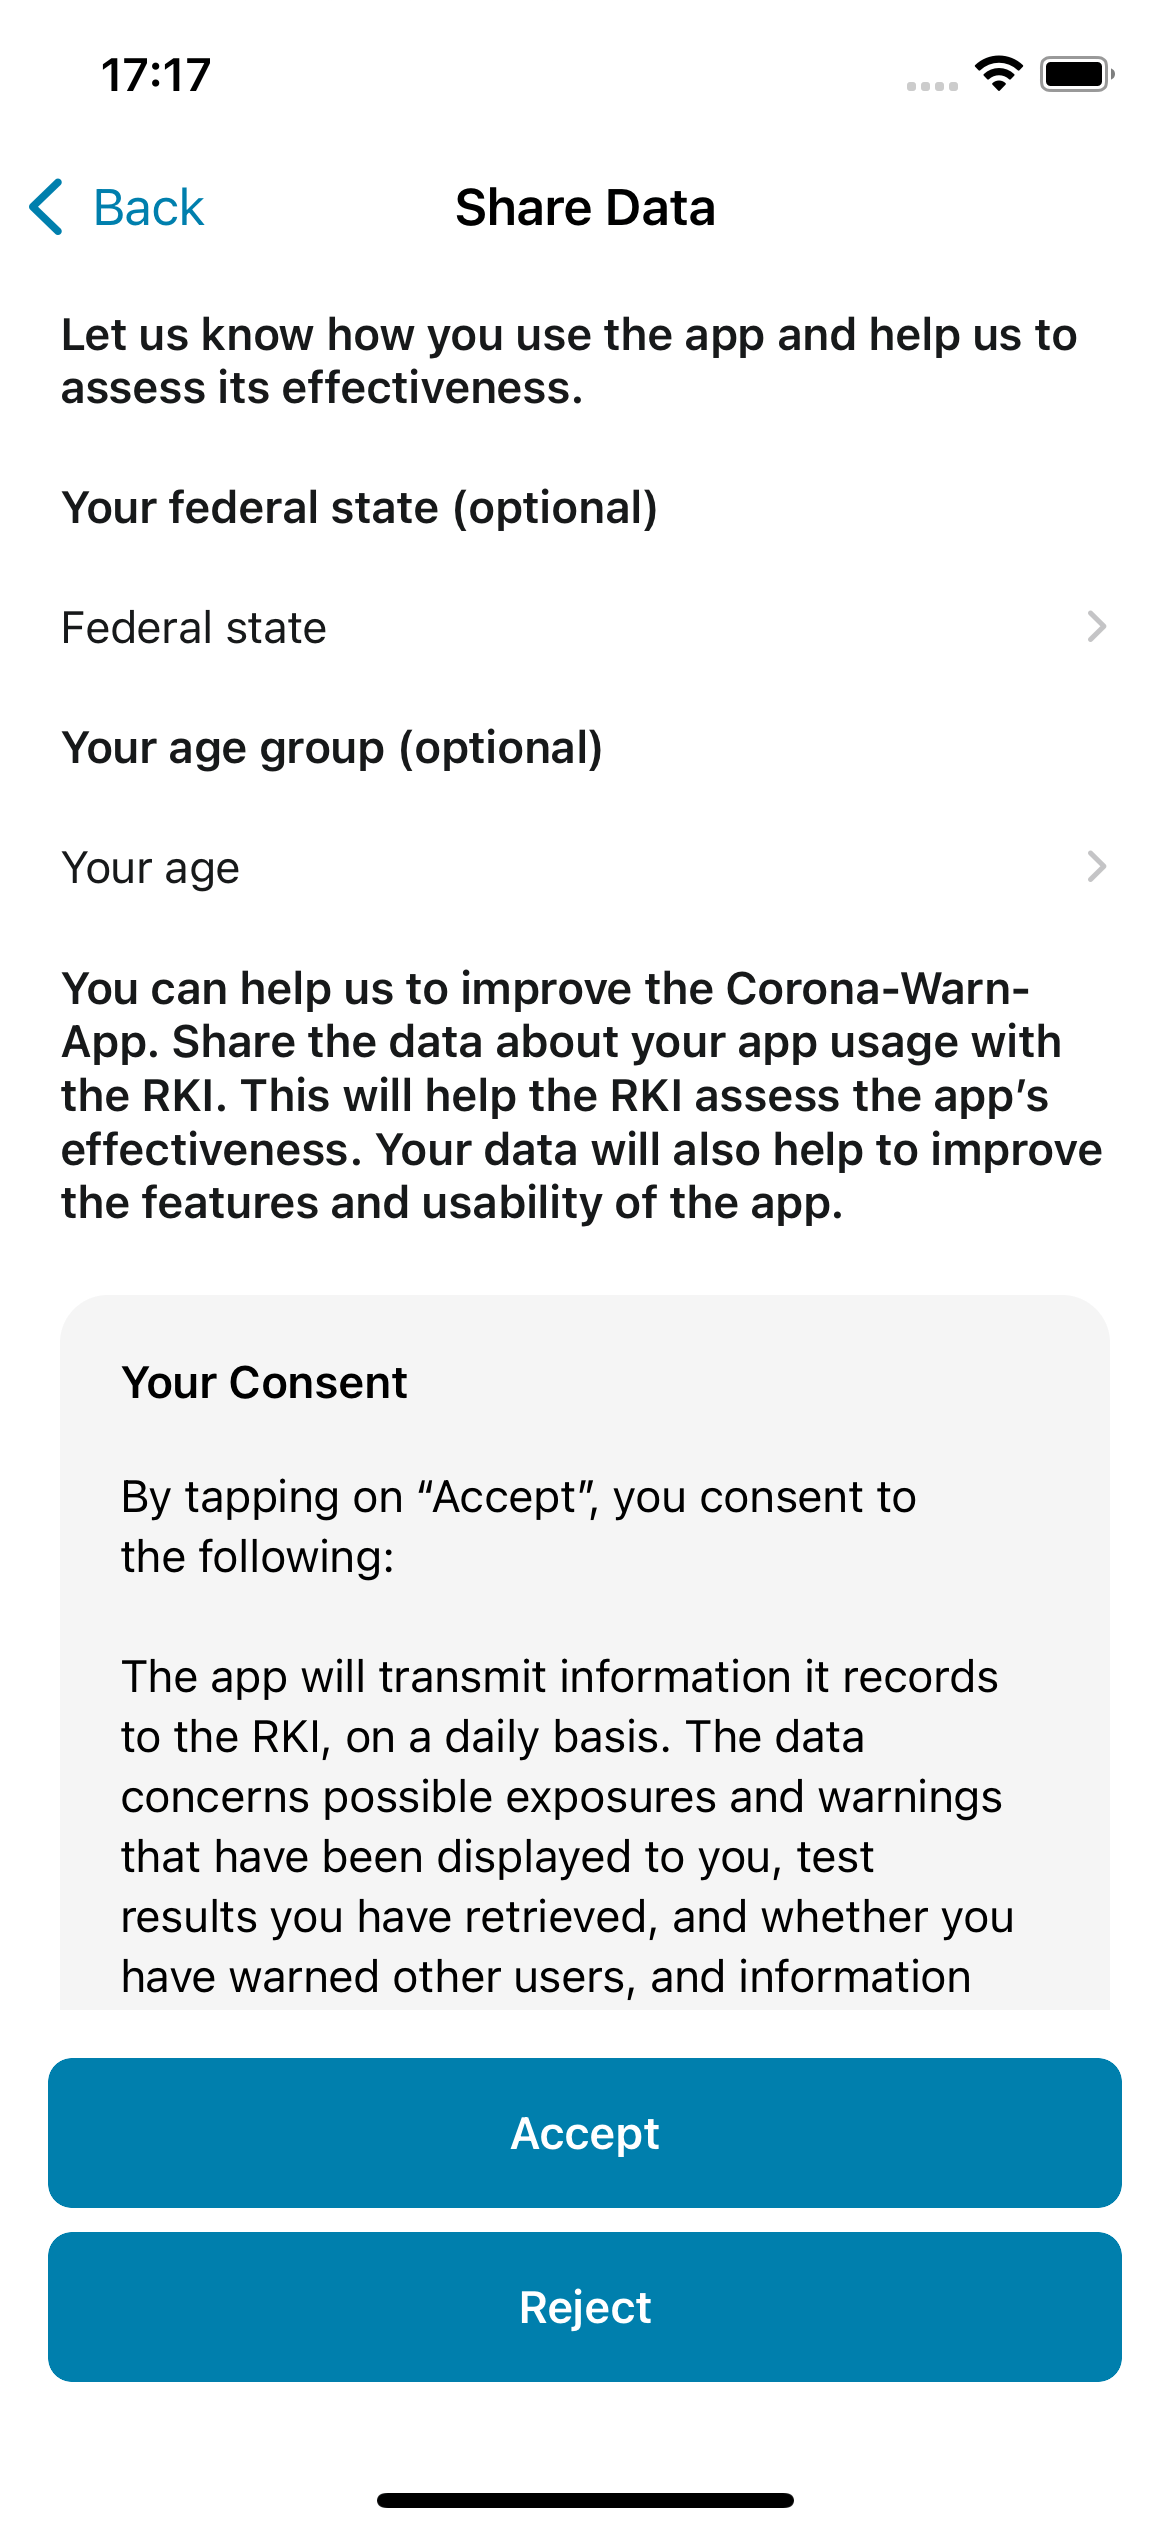 17:17
Back
Share Data
Let us know how you use the app and help us to
assess its effectiveness.
Your federal state (optional)
Federal state
Your age group (optional)
Your age
You can help us to improve the Corona-Warn-
App. Share the data about your app usage with
the RKI. This will help the RKI assess the app’s
effectiveness. Your data will also help to improve
the features and usability of the app.
Your Consent
By tapping on “Accept”, you consent to
the following:
The app will transmit information it records
to the RKI, on a daily basis. The data
concerns possible exposures and warnings
that have been displayed to you, test
results you have retrieved, and whether you
have warned other users, and information
Accept
Reject